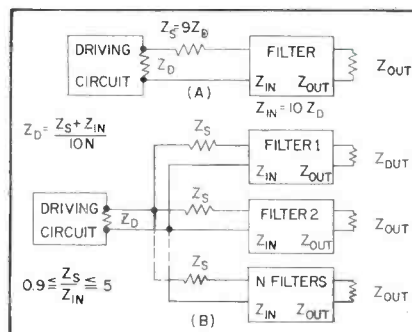 DRIVING
CIRCUIT
Z_D
Z_S=9Z_D
FILTER
Z_IN Z_OUT
Z_OUT
(A)
Z_IN=10 Z_D
Z_D = (Z_S + Z_IN) / 10 N
Z_S
FILTER 1
Z_IN Z_OUT
Z_OUT
DRIVING
CIRCUIT
Z_D
Z_S
FILTER 2
Z_IN Z_OUT
Z_OUT
0.9 ≦ Z_S / Z_IN ≦ 5
Z_S
N FILTERS
Z_IN Z_OUT
Z_OUT
(B)